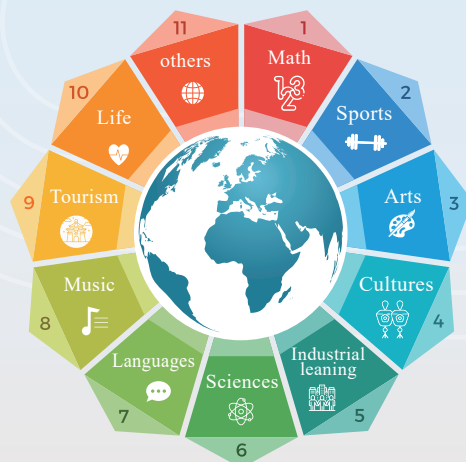 1
Math
2
Sports
3
Arts
4
Cultures
5
Industrial
leaning
6
Sciences
7
Languages
8
Music
9
Tourism
10
Life
11
others